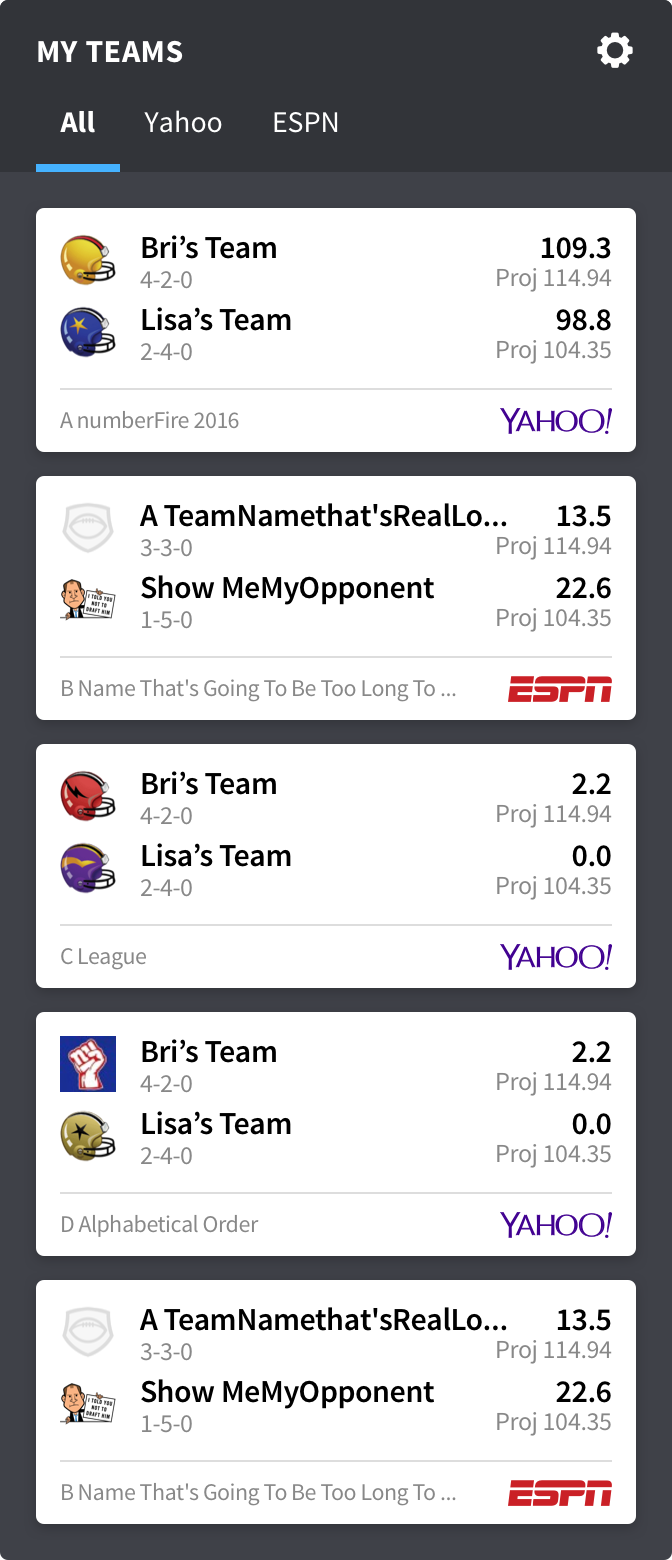 MY TEAMS
All Yahoo ESPN
Bri’s Team 109.3
4-2-0 Proj 114.94
Lisa’s Team 98.8
2-4-0 Proj 104.35
A numberFire 2016 YAHOO!
A TeamNamethat'sRealLo... 13.5
3-3-0 Proj 114.94
Show MeMyOpponent 22.6
I TOLD YOU
NOT TO
DRAFT HIM
1-5-0 Proj 104.35
B Name That's Going To Be Too Long To ... ESPN
Bri’s Team 2.2
4-2-0 Proj 114.94
Lisa’s Team 0.0
2-4-0 Proj 104.35
C League YAHOO!
Bri’s Team 2.2
4-2-0 Proj 114.94
Lisa’s Team 0.0
2-4-0 Proj 104.35
D Alphabetical Order YAHOO!
A TeamNamethat'sRealLo... 13.5
3-3-0 Proj 114.94
Show MeMyOpponent 22.6
I TOLD YOU
NOT TO
DRAFT HIM
1-5-0 Proj 104.35
B Name That's Going To Be Too Long To ... ESPN